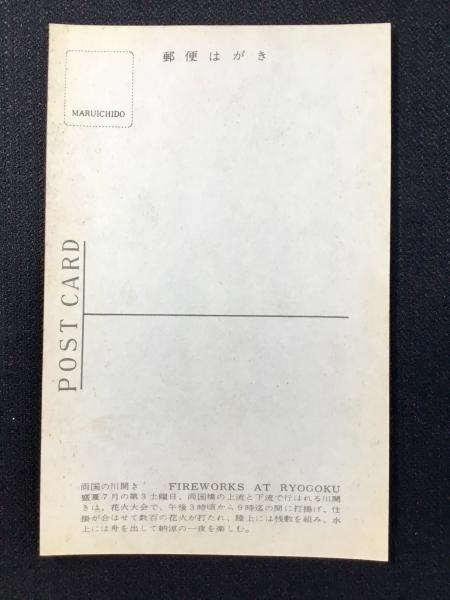 郵便はがき
MARUICHIDO
POST CARD
両国の川開き FIREWORKS AT RYOGOKU
盛夏7月の第3土曜日、両国橋の上流と下流で行はれる川開
きは、花火大会で、午後3時頃から9時迄の間に打揚げ、仕
掛が合はせて数百の花火が打たれ、陸上には桟敷を組み、水
上には舟を出して納涼の一夜を楽しむ。